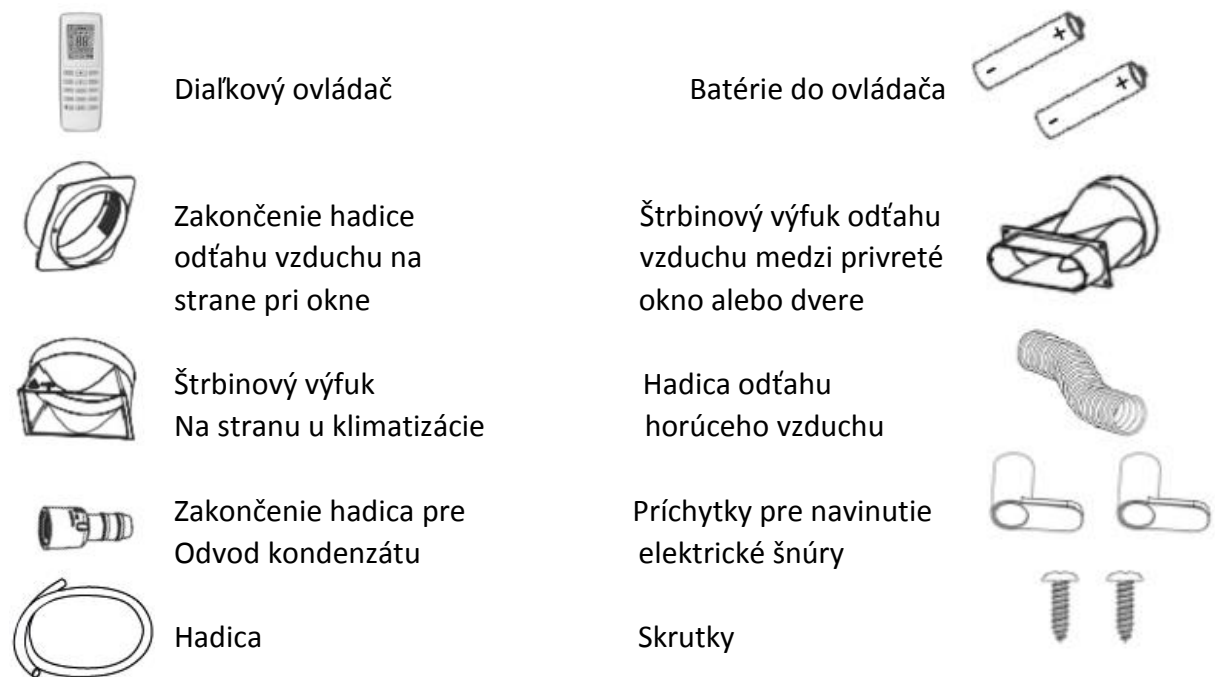 Diaľkový ovládač
Batérie do ovládača
Zakončenie hadice
odťahu vzduchu na
strane pri okne
Štrbinový výfuk odťahu
vzduchu medzi privreté
okno alebo dvere
Štrbinový výfuk
Na stranu u klimatizácie
Hadica odťahu
horúceho vzduchu
Zakončenie hadica pre
Odvod kondenzátu
Príchytky pre navinutie
elektrické šnúry
Hadica
Skrutky